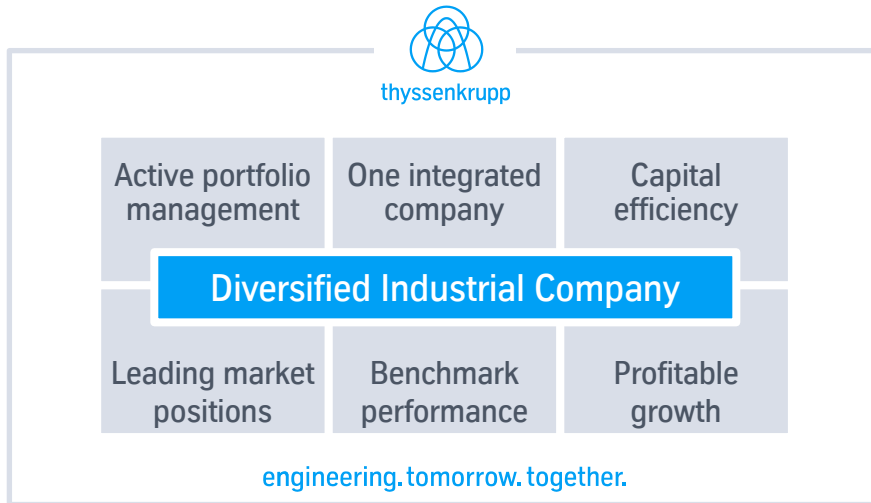 thyssenkrupp
Active portfolio
management
One integrated
company
Capital
efficiency
Diversified Industrial Company
Leading market
positions
Benchmark
performance
Profitable
growth
engineering.tomorrow.together.